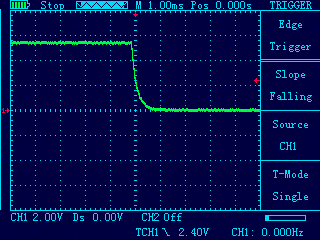 Stop M 1.00ms Pos 0.000s TRIGGER
Edge
Trigger
Slope
Falling
Source
CH1
T-Mode
Single
1
CH1 2.00V Ds 0.00V CH2 Off
TCH1 2.40V CH1: 0.000Hz